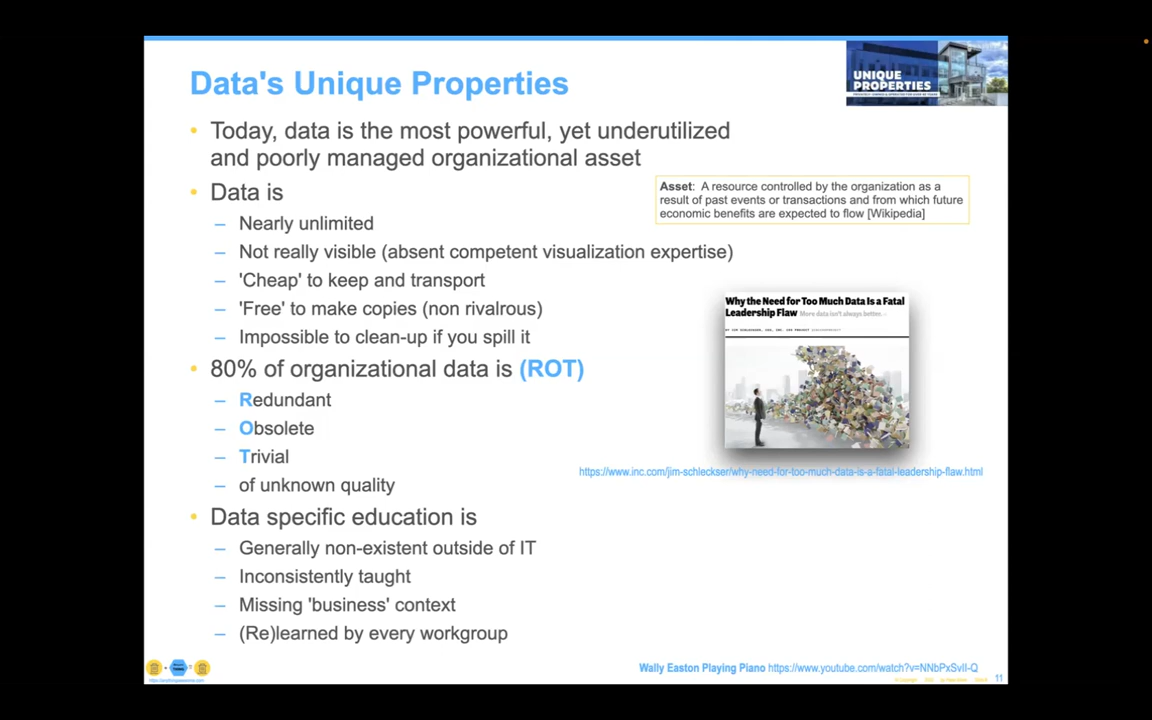 Data's Unique Properties
UNIQUE
PROPERTIES
• Today, data is the most powerful, yet underutilized
and poorly managed organizational asset
• Data is
– Nearly unlimited
– Not really visible (absent competent visualization expertise)
– 'Cheap' to keep and transport
– 'Free' to make copies (non rivalrous)
– Impossible to clean-up if you spill it
Asset: A resource controlled by the organization as a
result of past events or transactions and from which future
economic benefits are expected to flow [Wikipedia]
• 80% of organizational data is (ROT)
– Redundant
– Obsolete
– Trivial
– of unknown quality
Why the Need for Too Much Data Is a Fatal
Leadership Flaw More data isn't always better.
https://www.inc.com/jim-schleckser/why-need-for-too-much-data-is-a-fatal-leadership-flaw.html
• Data specific education is
– Generally non-existent outside of IT
– Inconsistently taught
– Missing 'business' context
– (Re)learned by every workgroup
Wally Easton Playing Piano https://www.youtube.com/watch?v=NNbPxSvII-Q
11